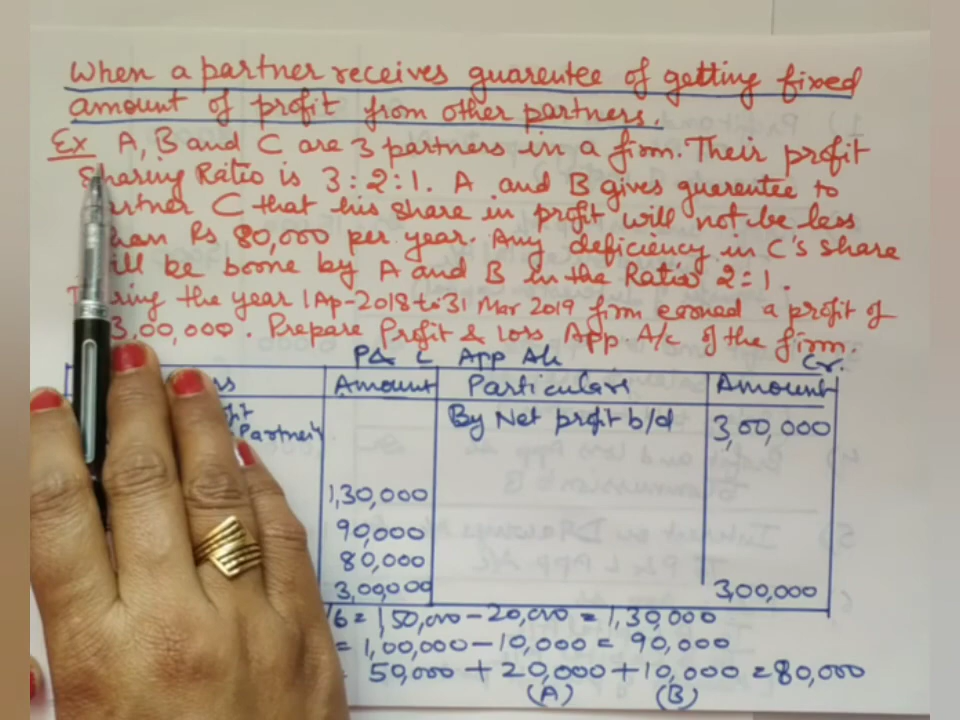 When a partner receives guarentee of getting fixed
amount of profit from other partners.
Ex A, B and C are 3 partners in a firm. Their profit
Sharing Ratio is 3:2:1. A and B gives guarentee to
artner C that his share in profit will not be less
han Rs 80,000 per year. Any deficiency in C's share
ill be borne by A and B in the Ratio 2:1.
ring the year 1 Ap-2018 to 31 Mar 2019 firm earned a profit of
3,00,000. Prepare Profit & loss App A/c of the firm.
P & L App A/c Cr.
Amount Particulars Amount
By Net profit b/d 3,00,000
Partner's
1,30,000
90,000
80,000
3,00,000 3,00,000
/6 = 1,50,000 - 20,000 = 1,30,000
= 1,00,000 - 10,000 = 90,000
= 50,000 + 20,000 + 10,000 = 80,000
(A) (B)